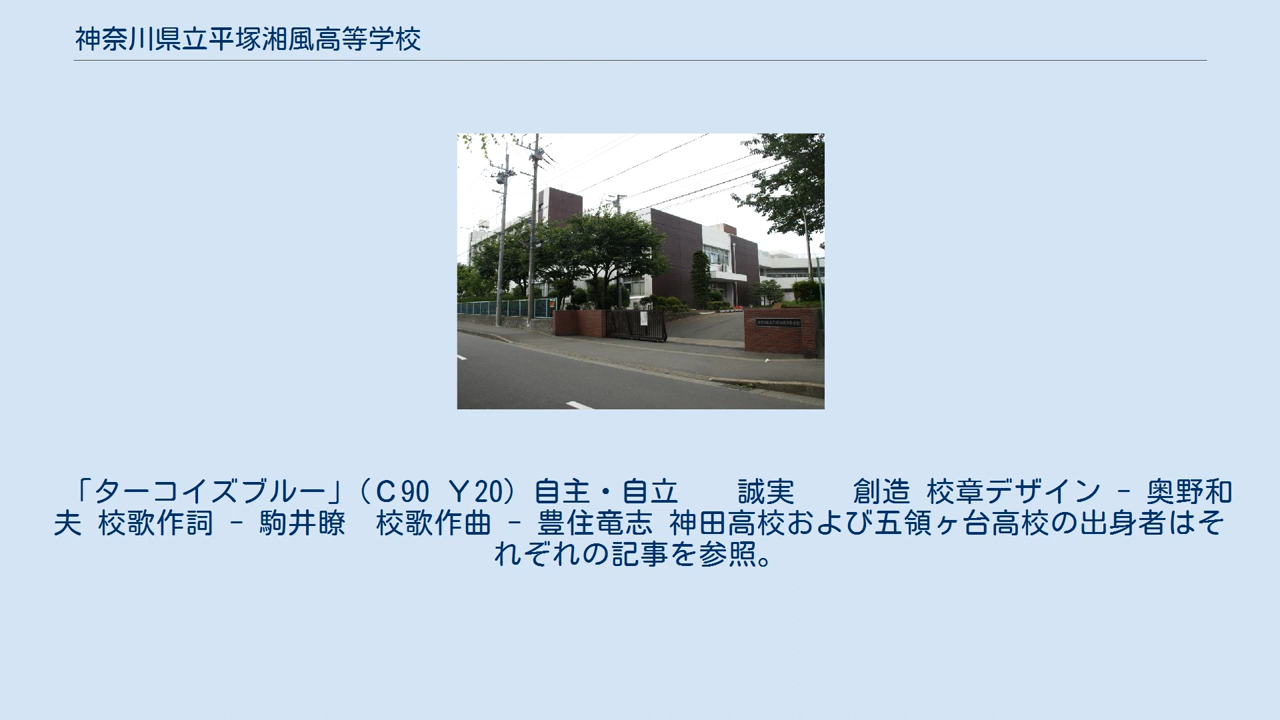 神奈川県立平塚湘風高等学校
「ターコイズブルー」（Ｃ90 Ｙ20）自主・自立　　誠実　　創造 校章デザイン - 奥野和
夫 校歌作詞 - 駒井瞭　校歌作曲 - 豊住竜志 神田高校および五領ヶ台高校の出身者はそ
れぞれの記事を参照。